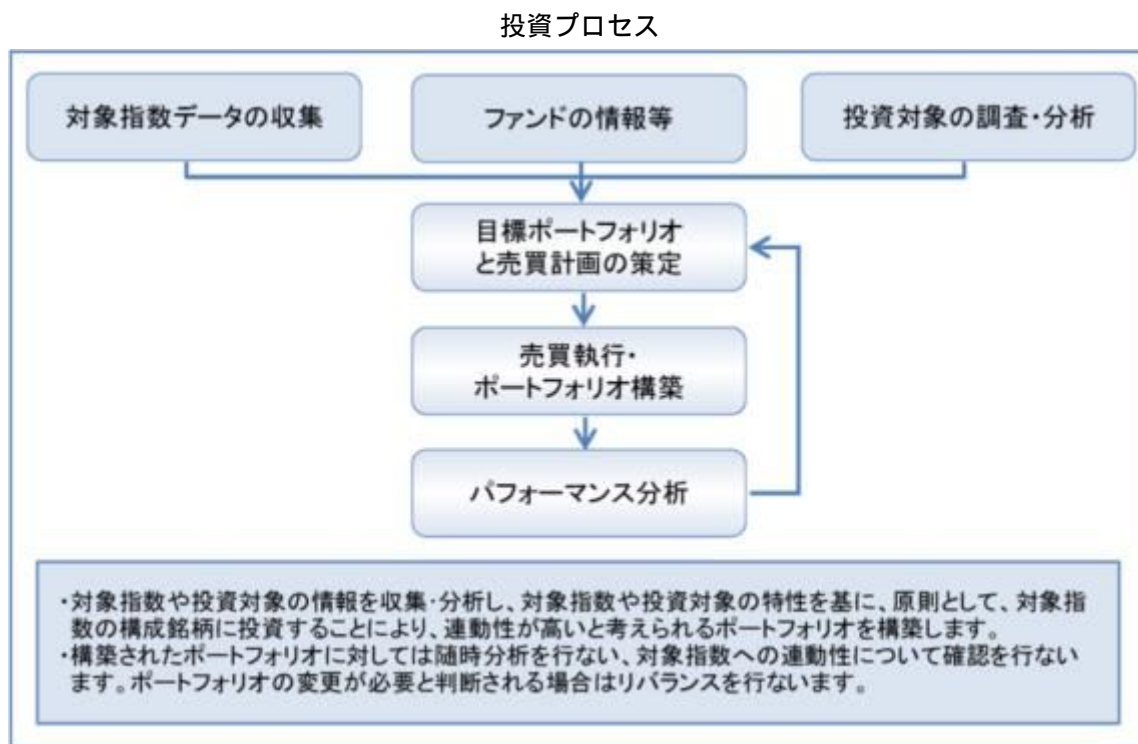 投資プロセス
対象指数データの収集
ファンドの情報等
投資対象の調査・分析
目標ポートフォリオ
と売買計画の策定
売買執行・
ポートフォリオ構築
パフォーマンス分析
・対象指数や投資対象の情報を収集・分析し、対象指数や投資対象の特性を基に、原則として、対象指
数の構成銘柄に投資することにより、連動性が高いと考えられるポートフォリオを構築します。
・構築されたポートフォリオに対しては随時分析を行ない、対象指数への連動性について確認を行ない
ます。ポートフォリオの変更が必要と判断される場合はリバランスを行ないます。